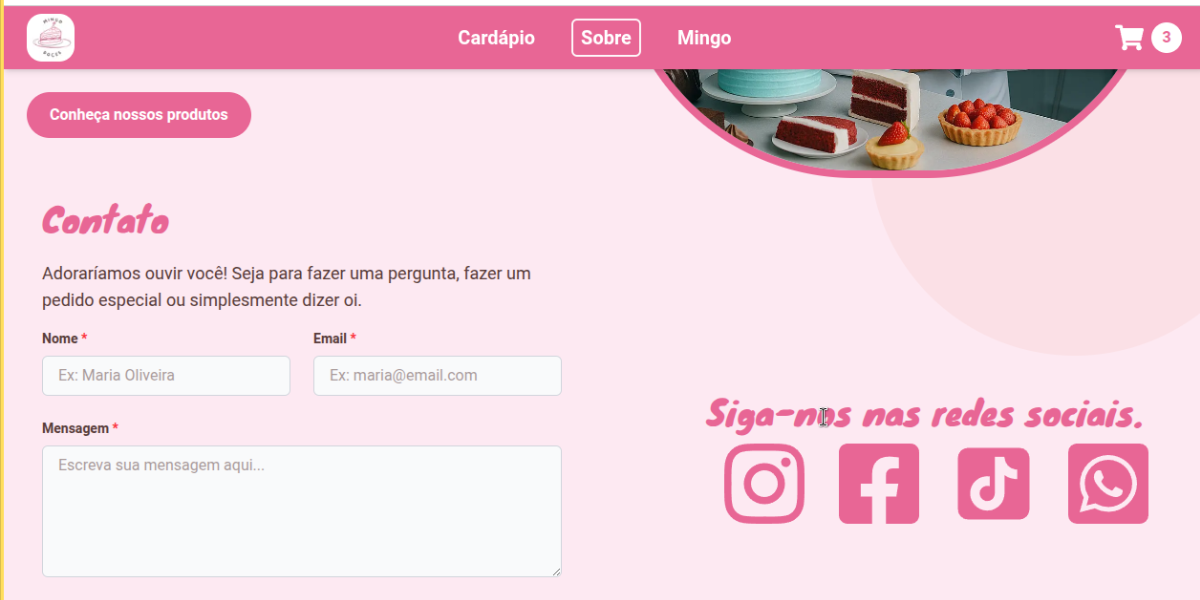 MINGO
DOCES
Cardápio
Sobre
Mingo
3
Conheça nossos produtos
Contato
Adoraríamos ouvir você! Seja para fazer uma pergunta, fazer um
pedido especial ou simplesmente dizer oi.
Nome *
Email *
Ex: Maria Oliveira
Ex: maria@email.com
Mensagem *
Escreva sua mensagem aqui...
Siga-nos nas redes sociais.